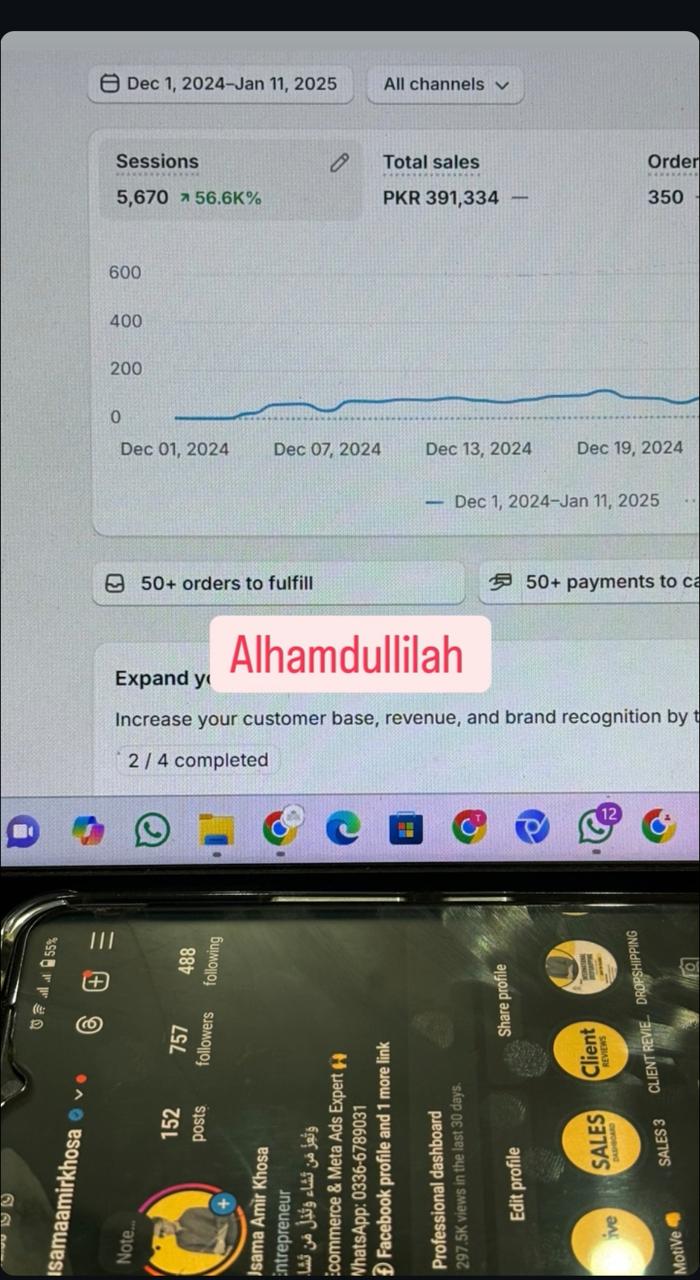 Dec 1, 2024–Jan 11, 2025
All channels
Sessions
Total sales
Order
5,670 56.6K%
PKR 391,334 —
350
600
400
200
0
Dec 01, 2024
Dec 07, 2024
Dec 13, 2024
Dec 19, 2024
Dec 1, 2024–Jan 11, 2025
50+ orders to fulfill
50+ payments to ca
Alhamdullilah
Expand yo
Increase your customer base, revenue, and brand recognition by t
2 / 4 completed
T
12
55%
usamaamirkhosa
Note...
152
posts
757
followers
488
following
Usama Amir Khosa
Entrepreneur
وَتُعِزُّ مَن تَشَاء وَتُذِلُّ مَن تَشَا
Ecommerce & Meta Ads Expert
WhatsApp: 0336-6789031
Facebook profile and 1 more link
Professional dashboard
297.5K views in the last 30 days.
Edit profile
Share profile
ive
MotiVe
SALES
DASHBOARD
SALES 3
Client
REVIEWS
CLIENT REVIE...
DROPSHIPPING